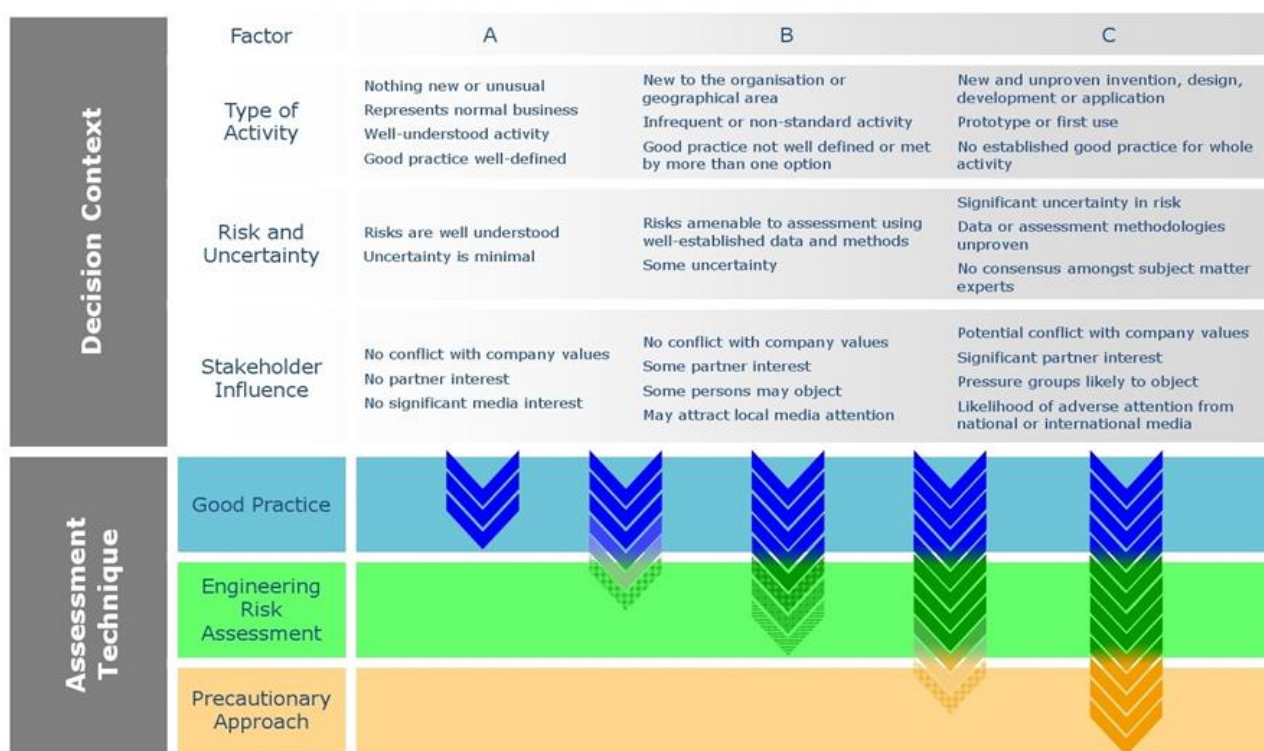 Decision Context
Factor
A
B
C
Type of
Activity
Nothing new or unusual
Represents normal business
Well-understood activity
Good practice well-defined
New to the organisation or
geographical area
Infrequent or non-standard activity
Good practice not well defined or met
by more than one option
New and unproven invention, design,
development or application
Prototype or first use
No established good practice for whole
activity
Risk and
Uncertainty
Risks are well understood
Uncertainty is minimal
Risks amenable to assessment using
well-established data and methods
Some uncertainty
Significant uncertainty in risk
Data or assessment methodologies
unproven
No consensus amongst subject matter
experts
Stakeholder
Influence
No conflict with company values
No partner interest
No significant media interest
No conflict with company values
Some partner interest
Some persons may object
May attract local media attention
Potential conflict with company values
Significant partner interest
Pressure groups likely to object
Likelihood of adverse attention from
national or international media
Assessment
Technique
Good Practice
Engineering
Risk
Assessment
Precautionary
Approach